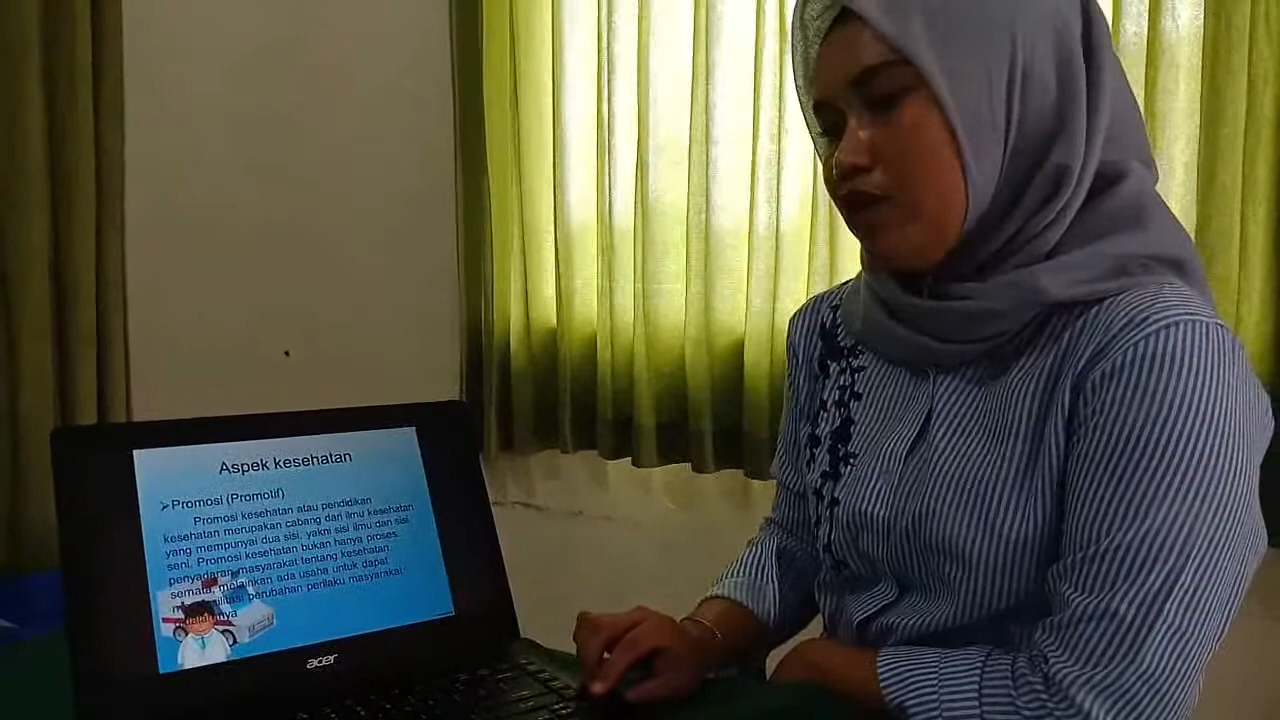 Aspek kesehatan
➢Promosi (Promotif)
Promosi kesehatan atau pendidikan
kesehatan merupakan cabang dari ilmu kesehatan
yang mempunyai dua sisi, yakni sisi ilmu dan sisi
seni. Promosi kesehatan bukan hanya proses
penyadaran masyarakat tentang kesehatan
semata, melainkan ada usaha untuk dapat
perubahan perilaku masyarakat
acer